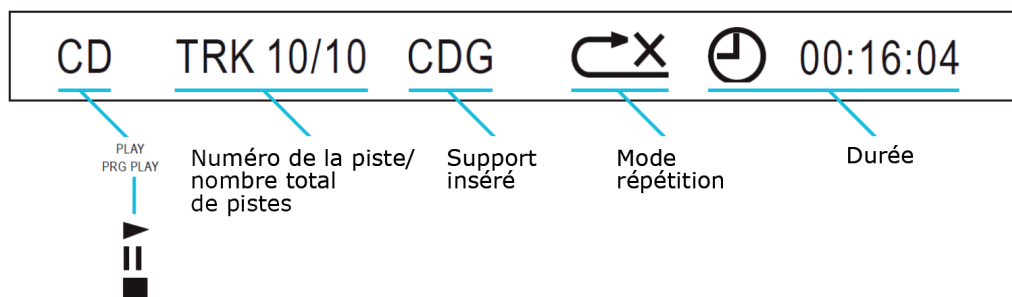 CD TRK 10/10 CDG 00:16:04
PLAY
PRG PLAY
Numéro de la piste/
nombre total
de pistes
Support
inséré
Mode
répétition
Durée